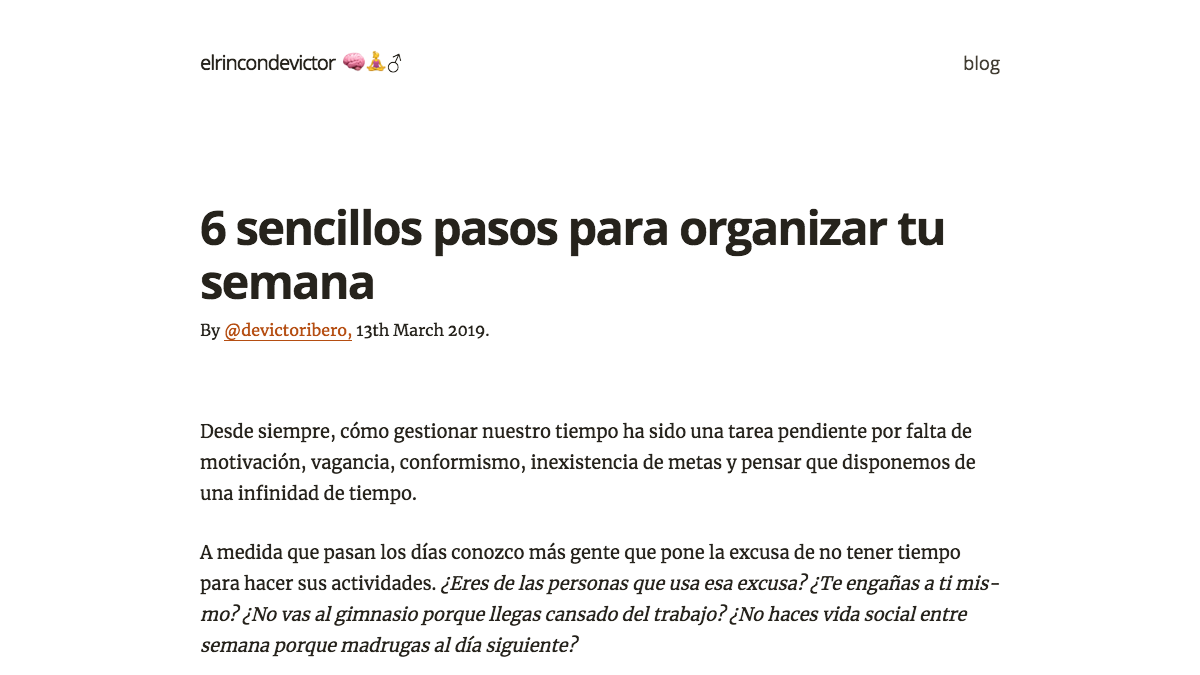 elrincondevictor 🧠🧘♂
blog
6 sencillos pasos para organizar tu
semana
By @devictoribero, 13th March 2019.
Desde siempre, cómo gestionar nuestro tiempo ha sido una tarea pendiente por falta de
motivación, vagancia, conformismo, inexistencia de metas y pensar que disponemos de
una infinidad de tiempo.
A medida que pasan los días conozco más gente que pone la excusa de no tener tiempo
para hacer sus actividades. ¿Eres de las personas que usa esa excusa? ¿Te engañas a ti mis-
mo? ¿No vas al gimnasio porque llegas cansado del trabajo? ¿No haces vida social entre
semana porque madrugas al día siguiente?